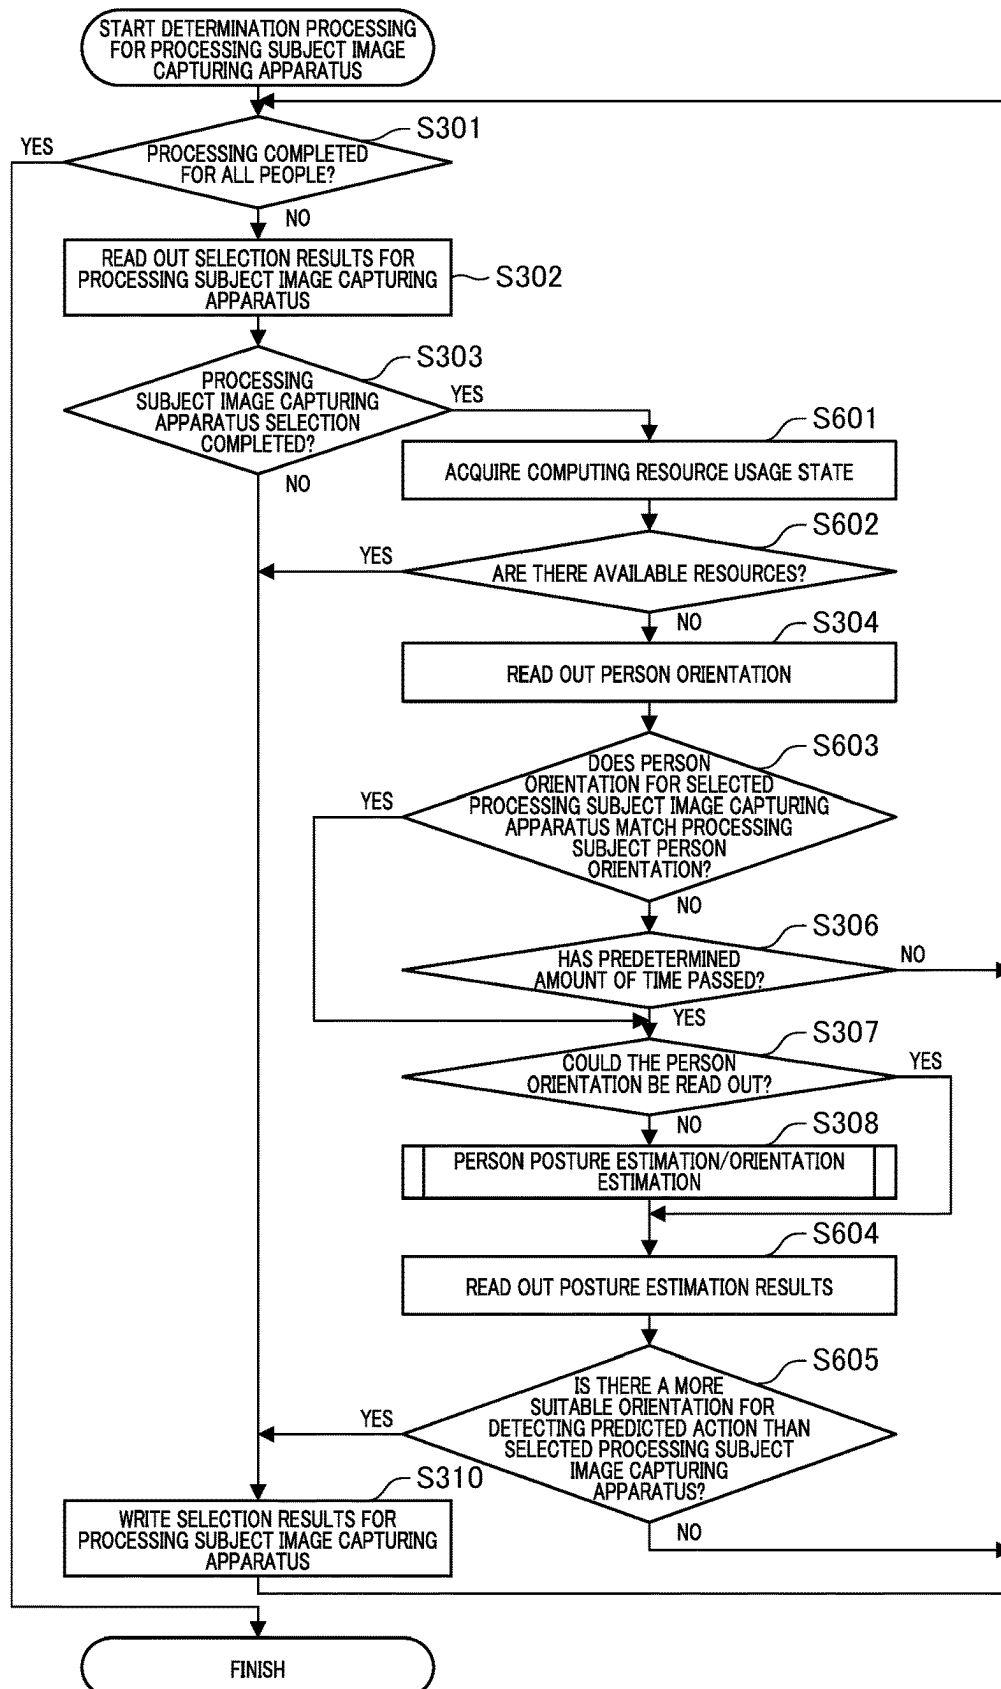 START DETERMINATION PROCESSING
FOR PROCESSING SUBJECT IMAGE
CAPTURING APPARATUS
S301
YES
PROCESSING COMPLETED
FOR ALL PEOPLE?
NO
READ OUT SELECTION RESULTS FOR
PROCESSING SUBJECT IMAGE CAPTURING
APPARATUS
S302
S303
PROCESSING
SUBJECT IMAGE CAPTURING
APPARATUS SELECTION
COMPLETED?
YES
NO
S601
ACQUIRE COMPUTING RESOURCE USAGE STATE
S602
YES
ARE THERE AVAILABLE RESOURCES?
NO
S304
READ OUT PERSON ORIENTATION
S603
DOES PERSON
ORIENTATION FOR SELECTED
PROCESSING SUBJECT IMAGE CAPTURING
APPARATUS MATCH PROCESSING
SUBJECT PERSON
ORIENTATION?
YES
NO
S306
HAS PREDETERMINED
AMOUNT OF TIME PASSED?
NO
YES
S307
COULD THE PERSON
ORIENTATION BE READ OUT?
YES
NO
S308
PERSON POSTURE ESTIMATION/ORIENTATION
ESTIMATION
S604
READ OUT POSTURE ESTIMATION RESULTS
S605
IS THERE A MORE
SUITABLE ORIENTATION FOR
DETECTING PREDICTED ACTION THAN
SELECTED PROCESSING SUBJECT
IMAGE CAPTURING
APPARATUS?
YES
NO
S310
WRITE SELECTION RESULTS FOR
PROCESSING SUBJECT IMAGE CAPTURING
APPARATUS
FINISH